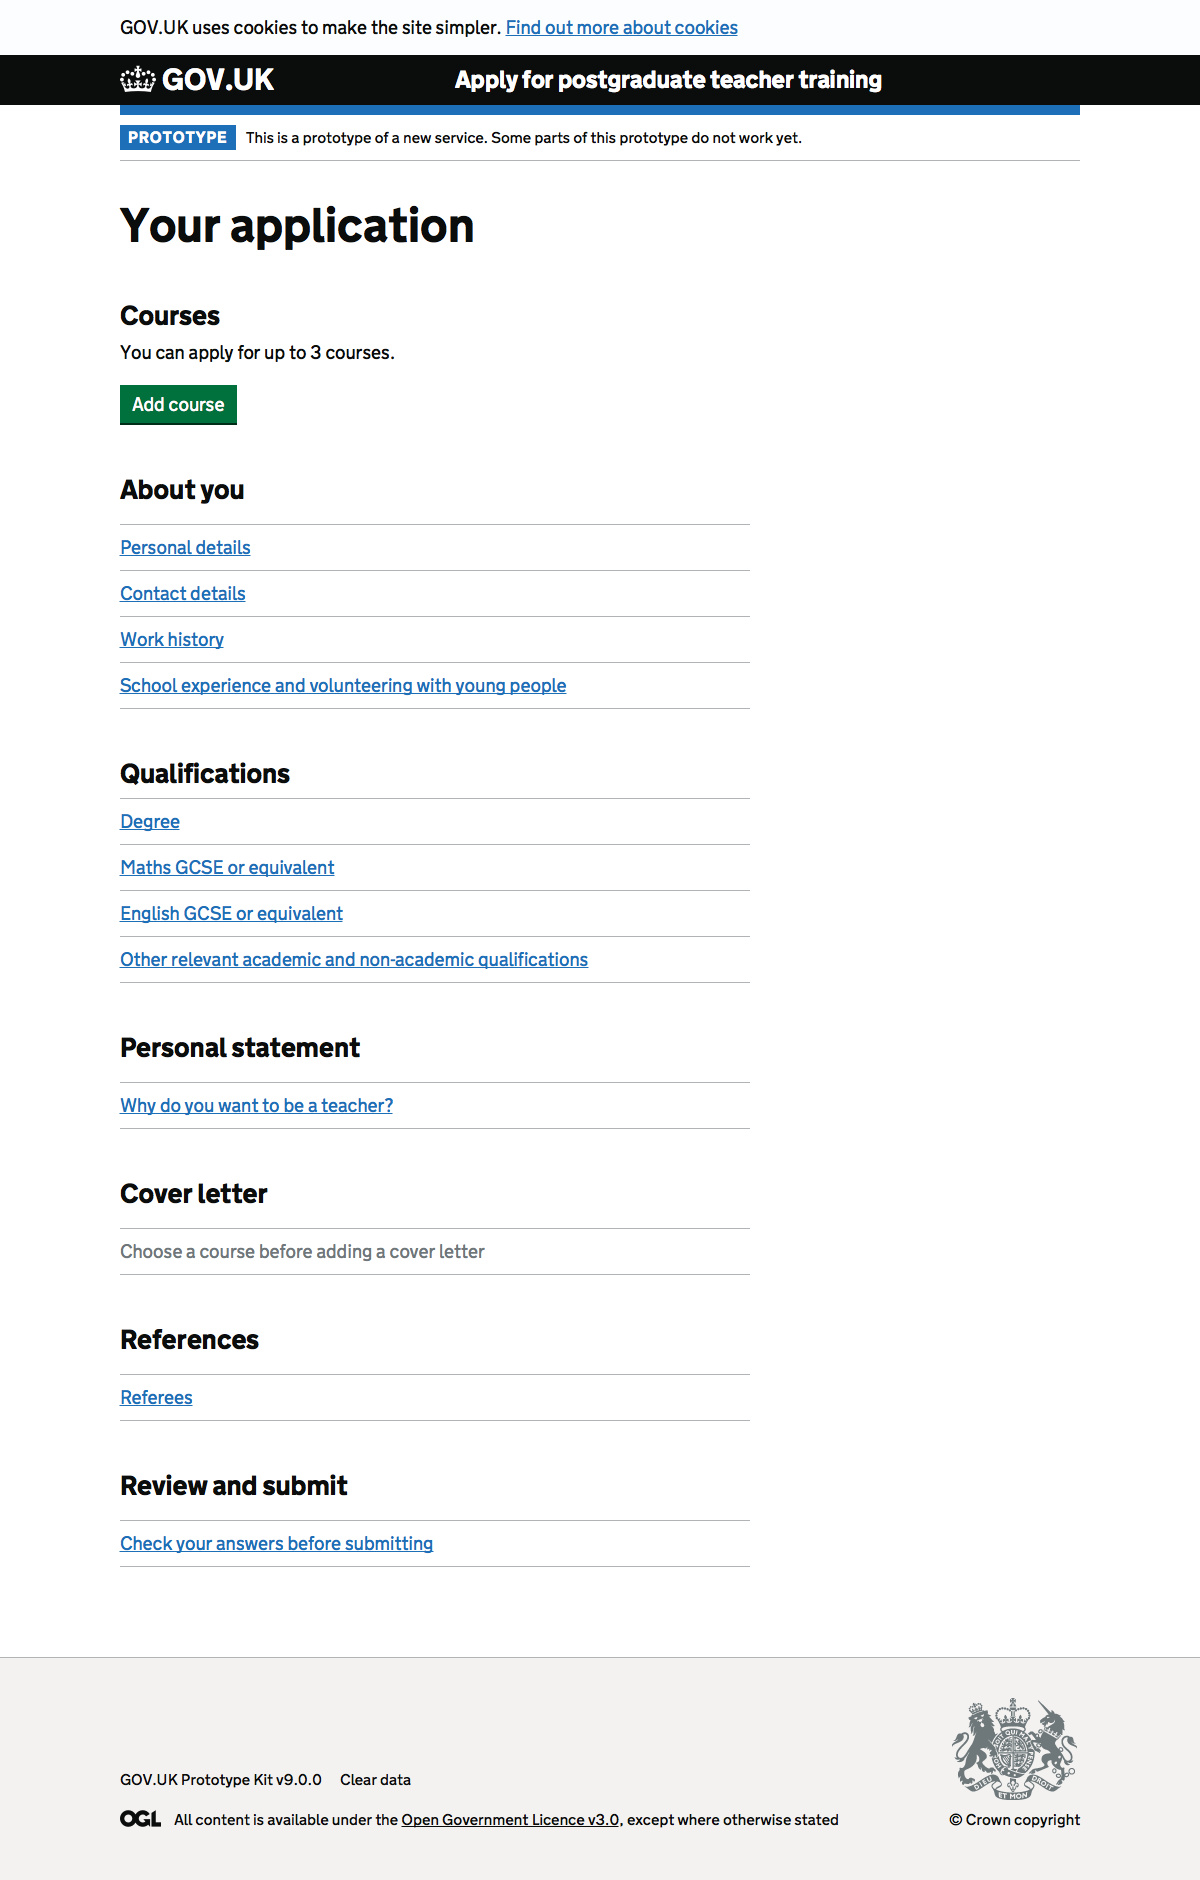 GOV.UK uses cookies to make the site simpler. Find out more about cookies
GOV.UK Apply for postgraduate teacher training
PROTOTYPE This is a prototype of a new service. Some parts of this prototype do not work yet.
Your application
Courses
You can apply for up to 3 courses.
Add course
About you
Personal details
Contact details
Work history
School experience and volunteering with young people
Qualifications
Degree
Maths GCSE or equivalent
English GCSE or equivalent
Other relevant academic and non-academic qualifications
Personal statement
Why do you want to be a teacher?
Cover letter
Choose a course before adding a cover letter
References
Referees
Review and submit
Check your answers before submitting
GOV.UK Prototype Kit v9.0.0 Clear data
DIEU ET MON DROIT
OGL All content is available under the Open Government Licence v3.0, except where otherwise stated
© Crown copyright